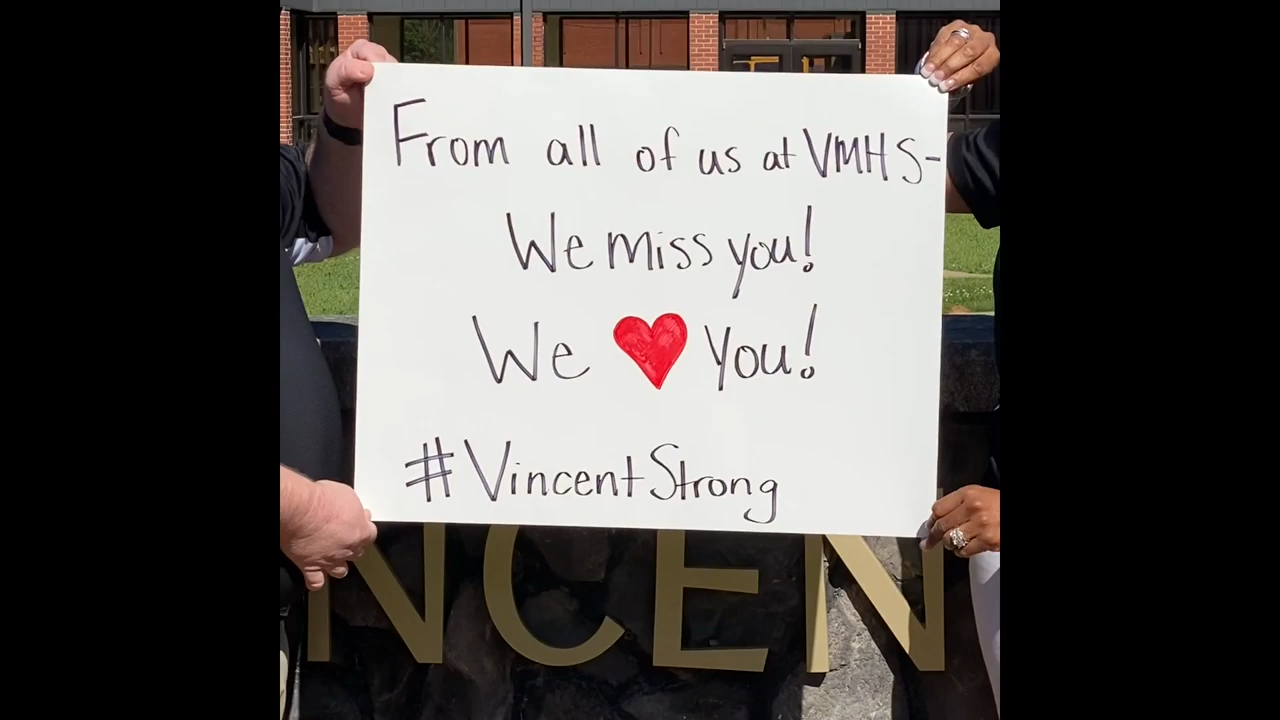 From all of us at VMHS-
We miss you!
We ❤ you!
#VincentStrong
NCEN